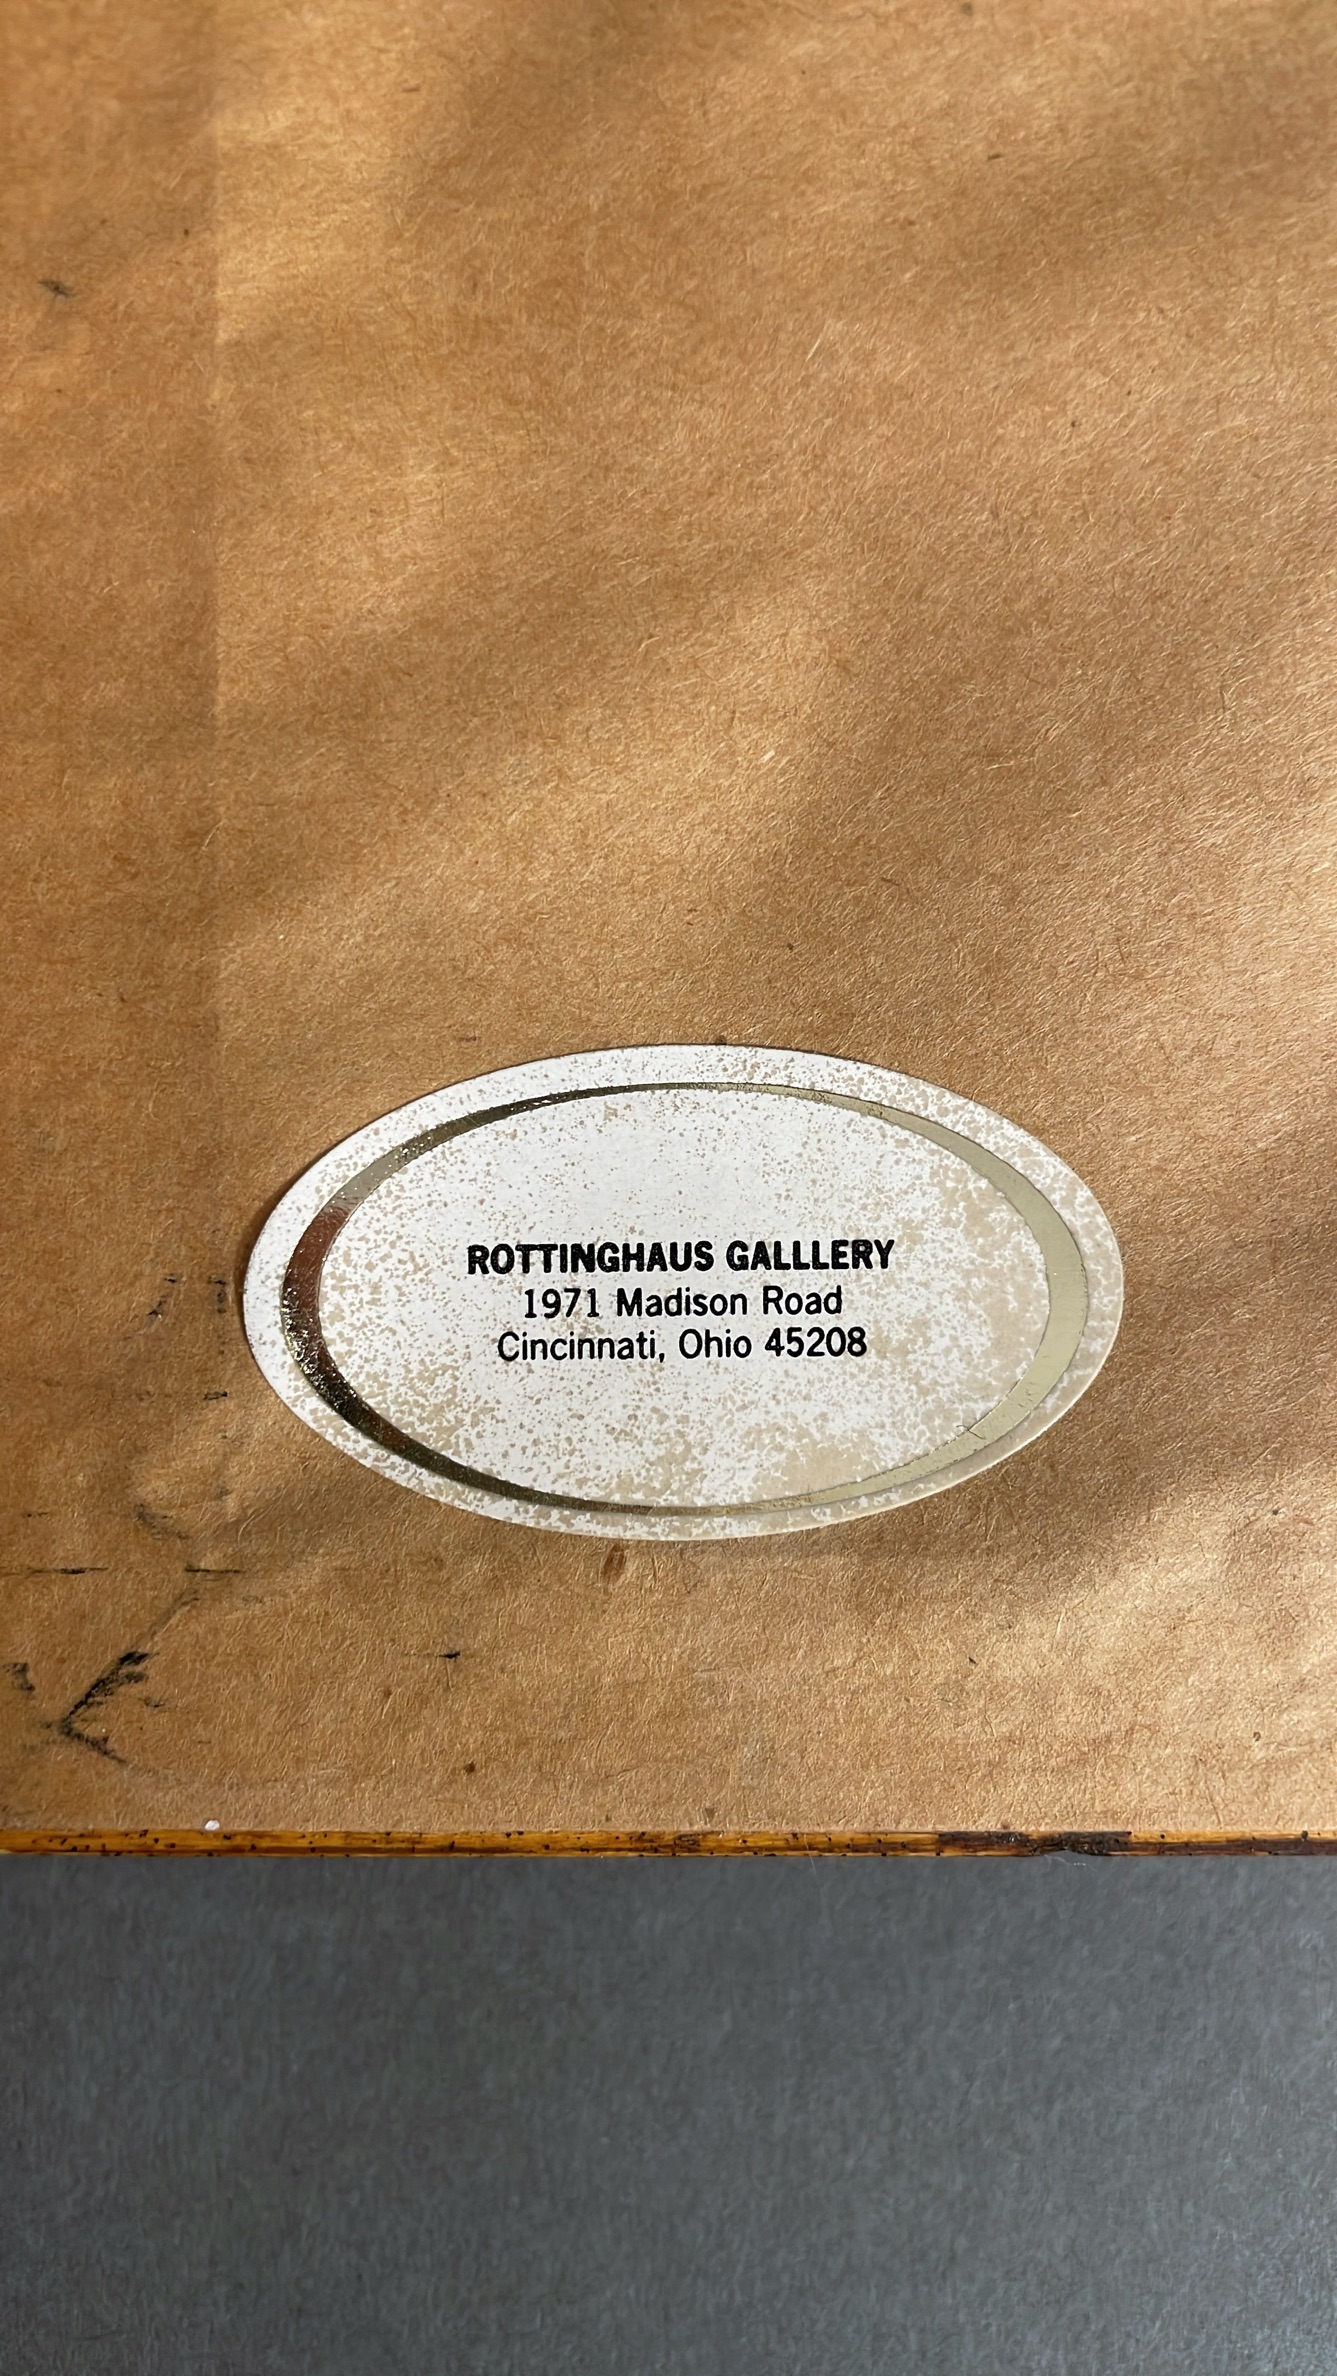 ROTTINGHAUS GALLLERY
1971 Madison Road
Cincinnati, Ohio 45208